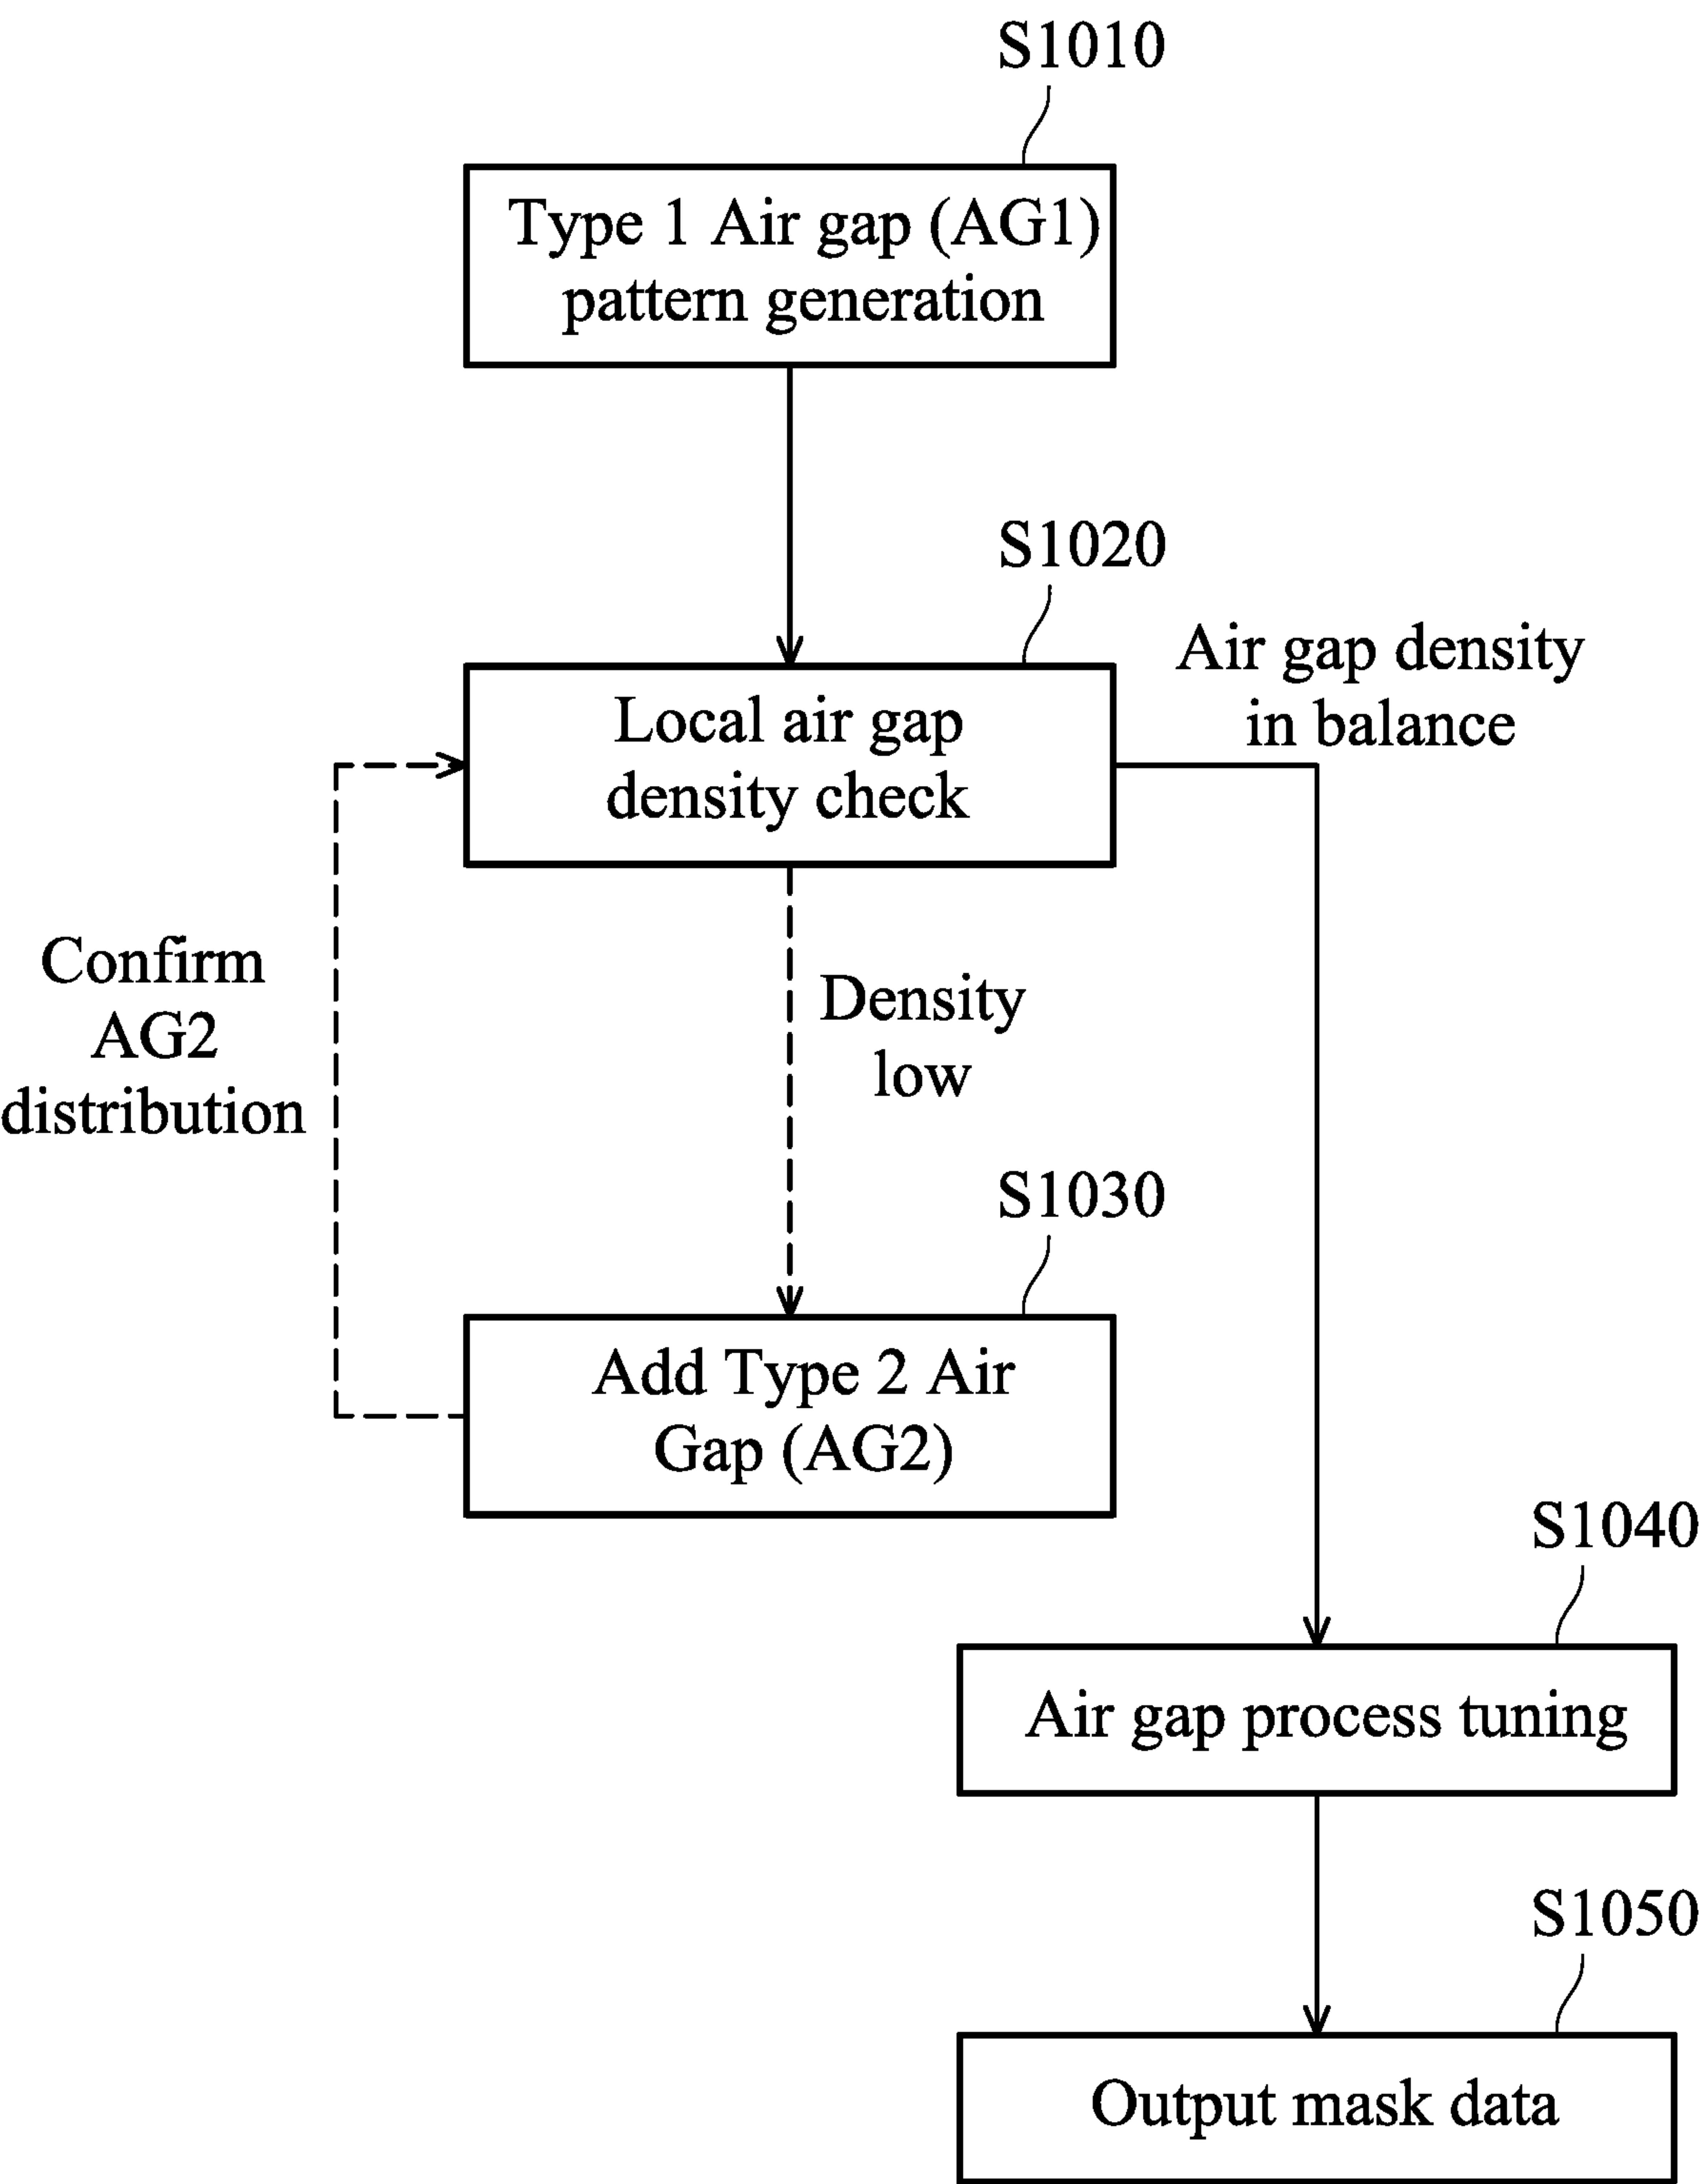 S1010
Type 1 Air gap (AG1)
pattern generation
S1020
Air gap density
in balance
Local air gap
density check
Confirm
AG2
distribution
Density
low
S1030
Add Type 2 Air
Gap (AG2)
S1040
Air gap process tuning
S1050
Output mask data